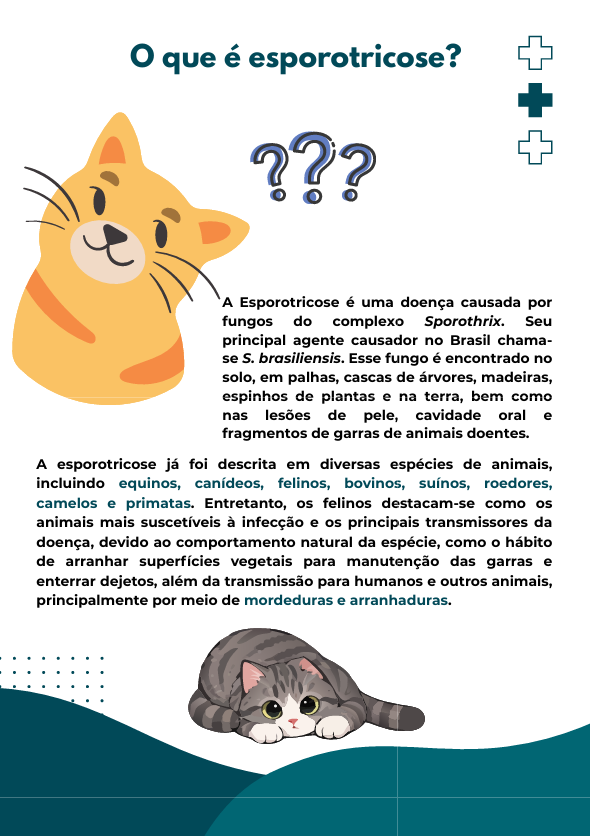 O que é esporotricose?
???
A Esporotricose é uma doença causada por
fungos do complexo Sporothrix. Seu
principal agente causador no Brasil chama-
se S. brasiliensis. Esse fungo é encontrado no
solo, em palhas, cascas de árvores, madeiras,
espinhos de plantas e na terra, bem como
nas lesões de pele, cavidade oral e
fragmentos de garras de animais doentes.
A esporotricose já foi descrita em diversas espécies de animais,
incluindo equinos, canídeos, felinos, bovinos, suínos, roedores,
camelos e primatas. Entretanto, os felinos destacam-se como os
animais mais suscetíveis à infecção e os principais transmissores da
doença, devido ao comportamento natural da espécie, como o hábito
de arranhar superfícies vegetais para manutenção das garras e
enterrar dejetos, além da transmissão para humanos e outros animais,
principalmente por meio de mordeduras e arranhaduras.